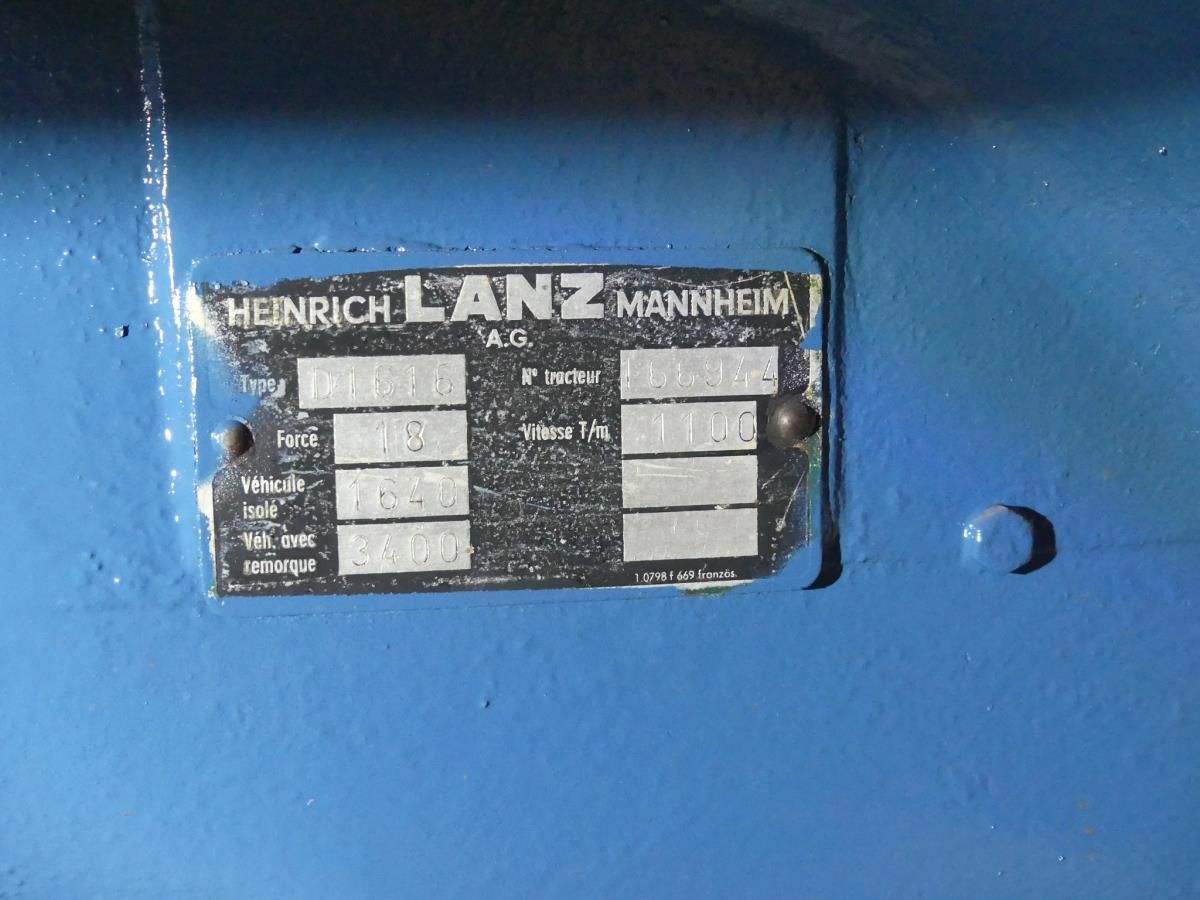 HEINRICH LANZ MANNHEIM
A.G.
Type D1616 N° tracteur 166944
Force 18 Vitesse T/m 1100
Véhicule isolé 1640
Véh. avec remorque 3400
1.0798 f 669 französ.